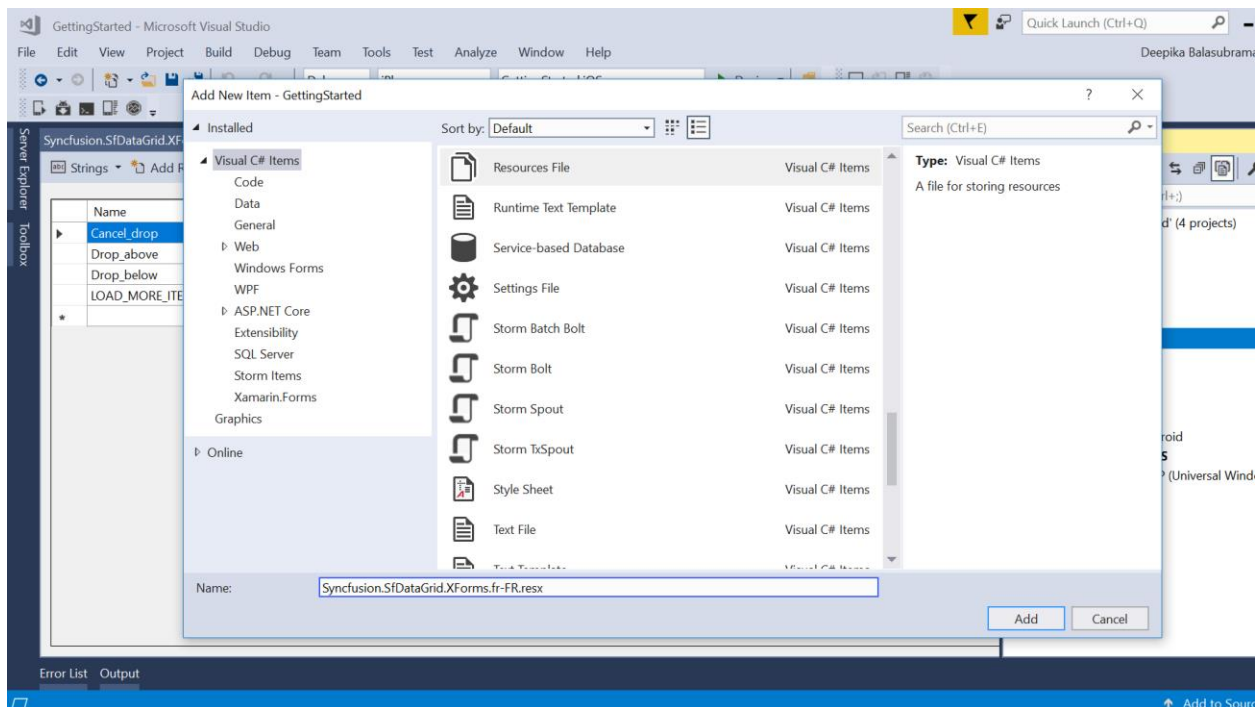 GettingStarted - Microsoft Visual Studio
Quick Launch (Ctrl+Q)
File Edit View Project Build Debug Team Tools Test Analyze Window Help
Deepika Balasubrama
Add New Item - GettingStarted
Server Explorer
Toolbox
Syncfusion.SfDataGrid.XF
Strings
Add R
Name
Cancel_drop
Drop_above
Drop_below
LOAD_MORE_ITE
Installed
Visual C# Items
Code
Data
General
Web
Windows Forms
WPF
ASP.NET Core
Extensibility
SQL Server
Storm Items
Xamarin.Forms
Graphics
Online
Sort by: Default
Resources File Visual C# Items
Runtime Text Template Visual C# Items
Service-based Database Visual C# Items
Settings File Visual C# Items
Storm Batch Bolt Visual C# Items
Storm Bolt Visual C# Items
Storm Spout Visual C# Items
Storm TxSpout Visual C# Items
Style Sheet Visual C# Items
Text File Visual C# Items
Search (Ctrl+E)
Type: Visual C# Items
A file for storing resources
rl+;)
d' (4 projects)
roid
S
(Universal Wind
Name: Syncfusion.SfDataGrid.XForms.fr-FR.resx
Add Cancel
Error List Output
Add to Sour